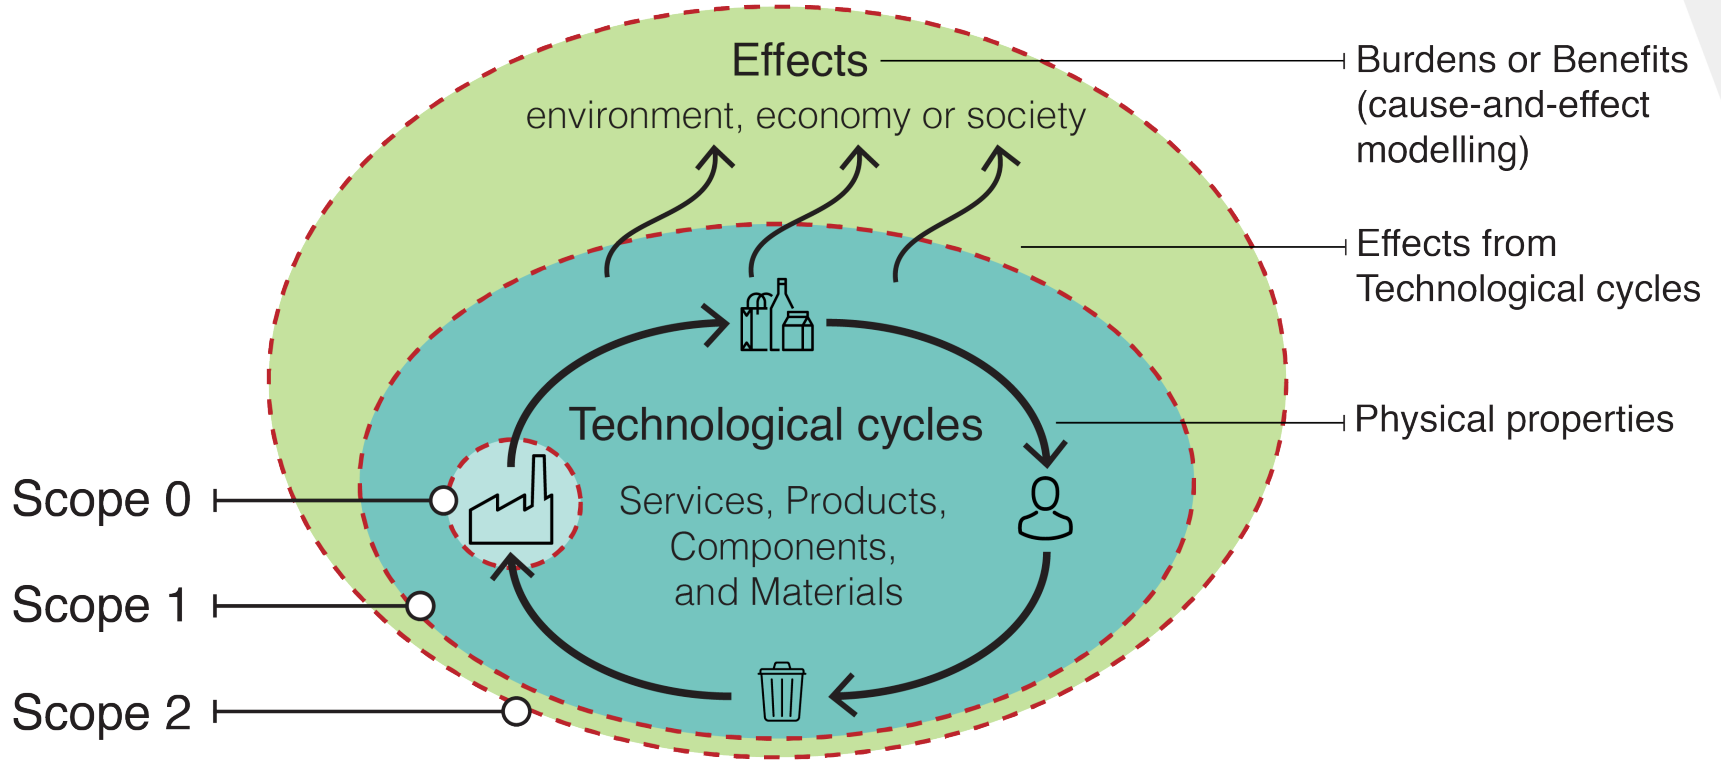 Effects
environment, economy or society
Burdens or Benefits
(cause-and-effect
modelling)
Effects from
Technological cycles
Physical properties
Technological cycles
Services, Products,
Components,
and Materials
Scope 0
Scope 1
Scope 2